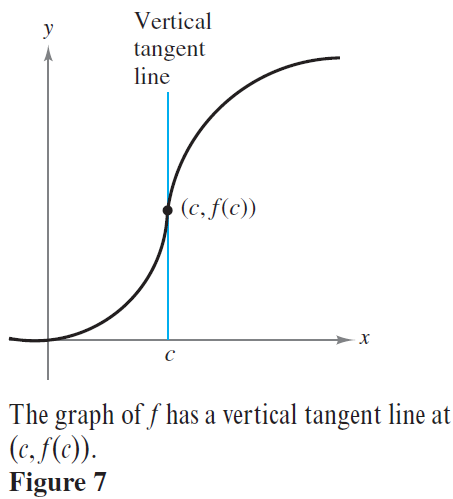 y
Vertical
tangent
line
(c, f(c))
x
c
The graph of f has a vertical tangent line at
(c, f(c)).
Figure 7